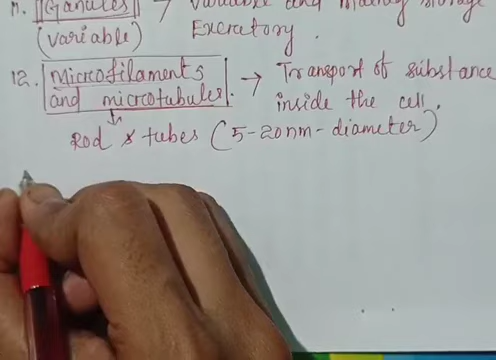 11. Ganules → variable and mainly storage
(variable) Excretory.
12. Microfilaments → Transport of substance
and microtubules. inside the cell.
Rod & tubes (5-20nm-diameter)